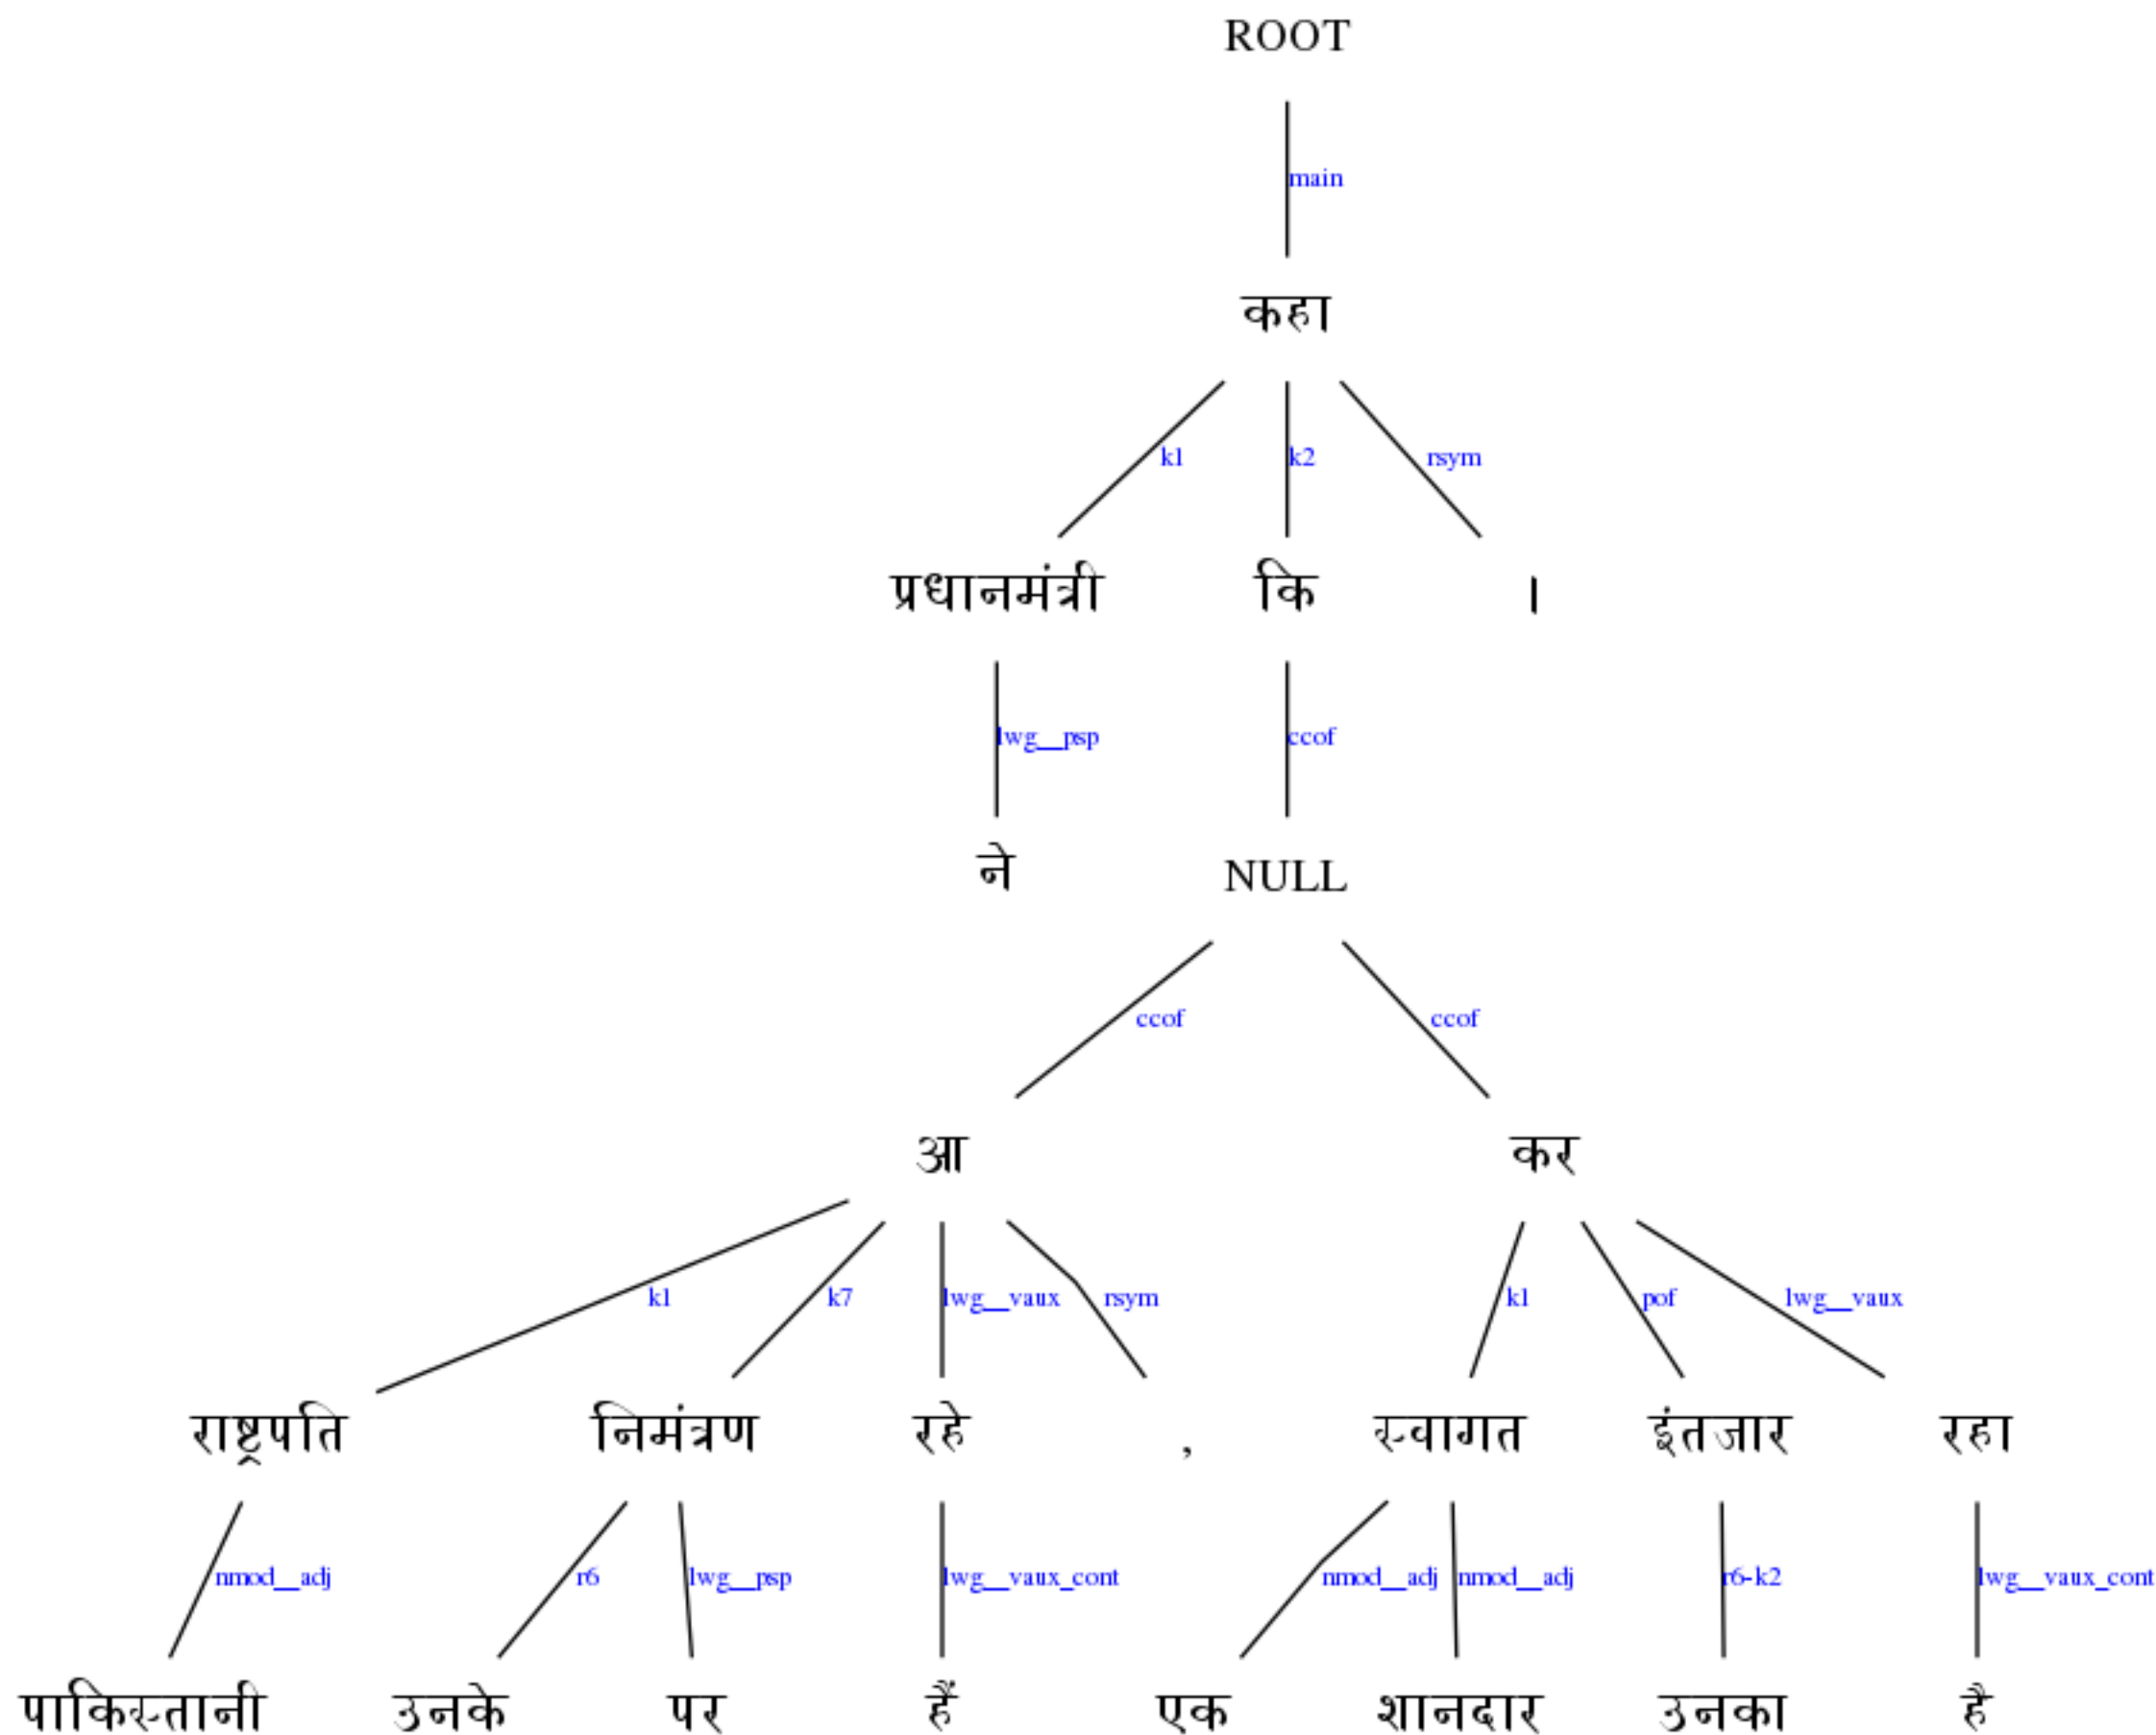 ROOT
main
कहा
k1 k2 rsym
प्रधानमंत्री कि ।
lwg__psp ccof
ने NULL
ccof ccof
आ कर
k1 k7 lwg__vaux rsym k1 pof lwg__vaux
राष्ट्रपति निमंत्रण रहे , स्वागत इंतजार रहा
nmod__adj r6 lwg__psp lwg__vaux_cont nmod__adj nmod__adj r6-k2 lwg__vaux_cont
पाकिस्तानी उनके पर हैं एक शानदार उनका है